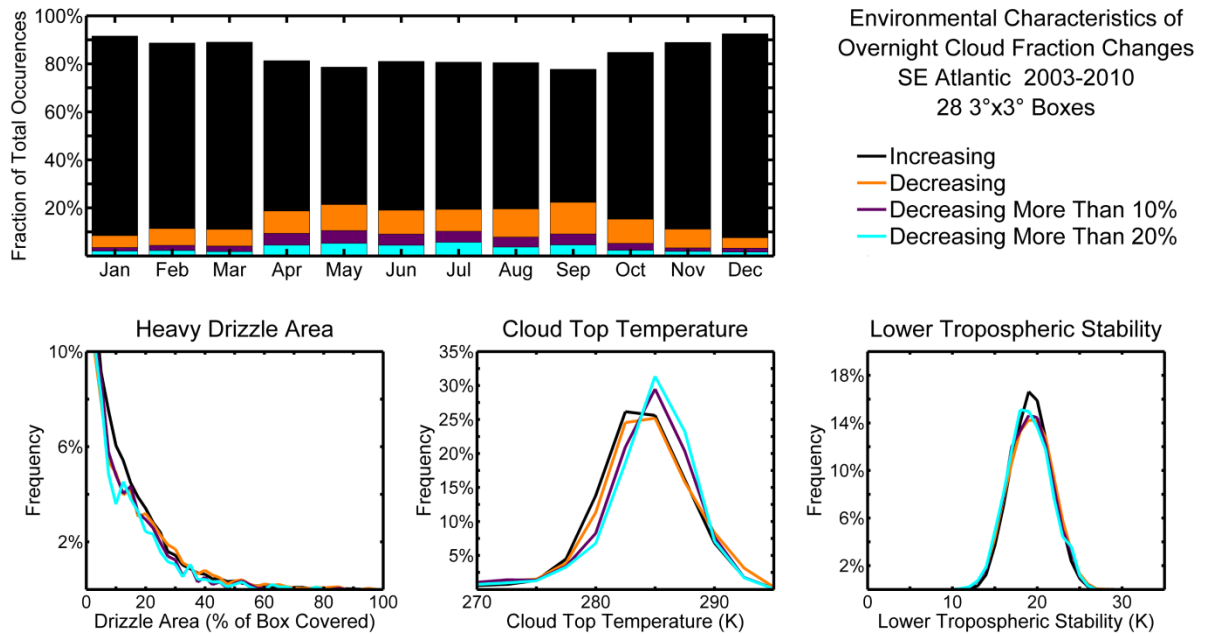 100%
80%
60%
40%
20%
Fraction of Total Occurences
Jan Feb Mar Apr May Jun Jul Aug Sep Oct Nov Dec
Environmental Characteristics of
Overnight Cloud Fraction Changes
SE Atlantic 2003-2010
28 3°x3° Boxes
Increasing
Decreasing
Decreasing More Than 10%
Decreasing More Than 20%
Heavy Drizzle Area
10%
6%
2%
Frequency
0 20 40 60 80 100
Drizzle Area (% of Box Covered)
Cloud Top Temperature
35%
30%
25%
20%
15%
10%
5%
Frequency
270 280 290
Cloud Top Temperature (K)
Lower Tropospheric Stability
18%
14%
10%
6%
2%
Frequency
0 10 20 30
Lower Tropospheric Stability (K)